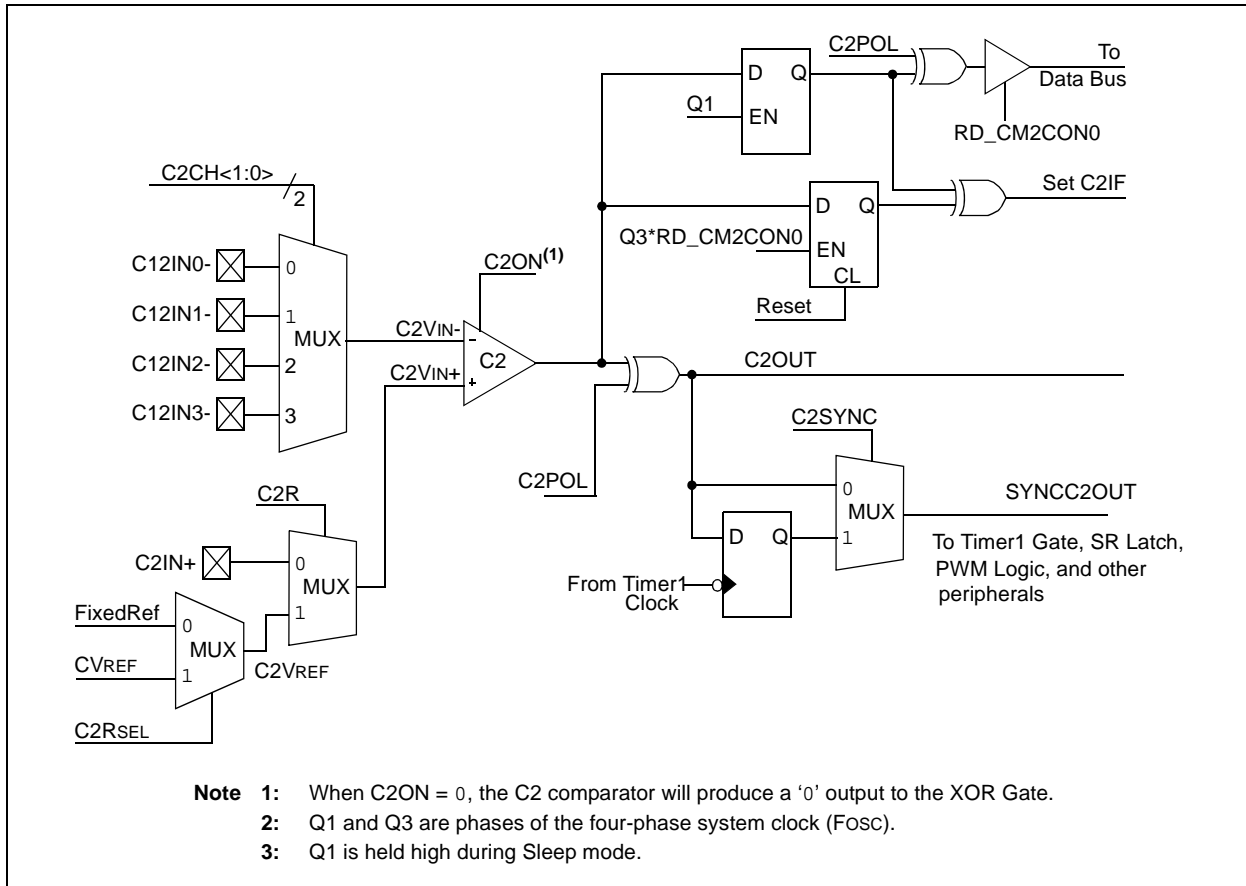 C2POL
To
Data Bus
D Q
Q1
EN
RD_CM2CON0
C2CH<1:0>
2
Set C2IF
D Q
Q3*RD_CM2CON0
EN
CL
Reset
C12IN0-
0
C12IN1-
1
C12IN2-
2
C12IN3-
3
MUX
C2ON(1)
C2VIN-
-
C2
C2VIN+
+
C2OUT
C2POL
C2SYNC
0
MUX
1
SYNCC2OUT
D Q
From Timer1
Clock
To Timer1 Gate, SR Latch,
PWM Logic, and other
peripherals
C2R
C2IN+
0
MUX
1
FixedRef
0
MUX
CVREF
1
C2VREF
C2RSEL
Note 1: When C2ON = 0, the C2 comparator will produce a ‘0’ output to the XOR Gate.
2: Q1 and Q3 are phases of the four-phase system clock (FOSC).
3: Q1 is held high during Sleep mode.